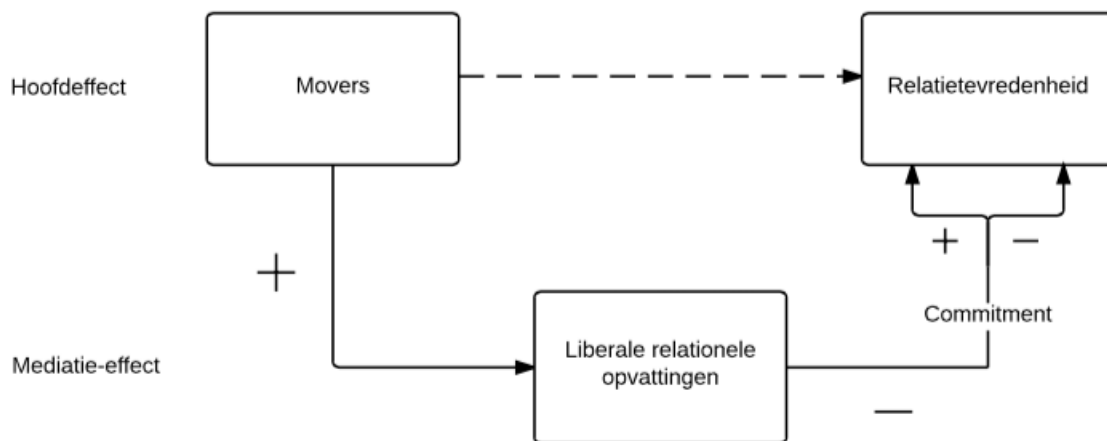 Hoofdeffect
Movers
Relatietevredenheid
+
+ −
Commitment
Mediatie-effect
Liberale relationele
opvattingen
−